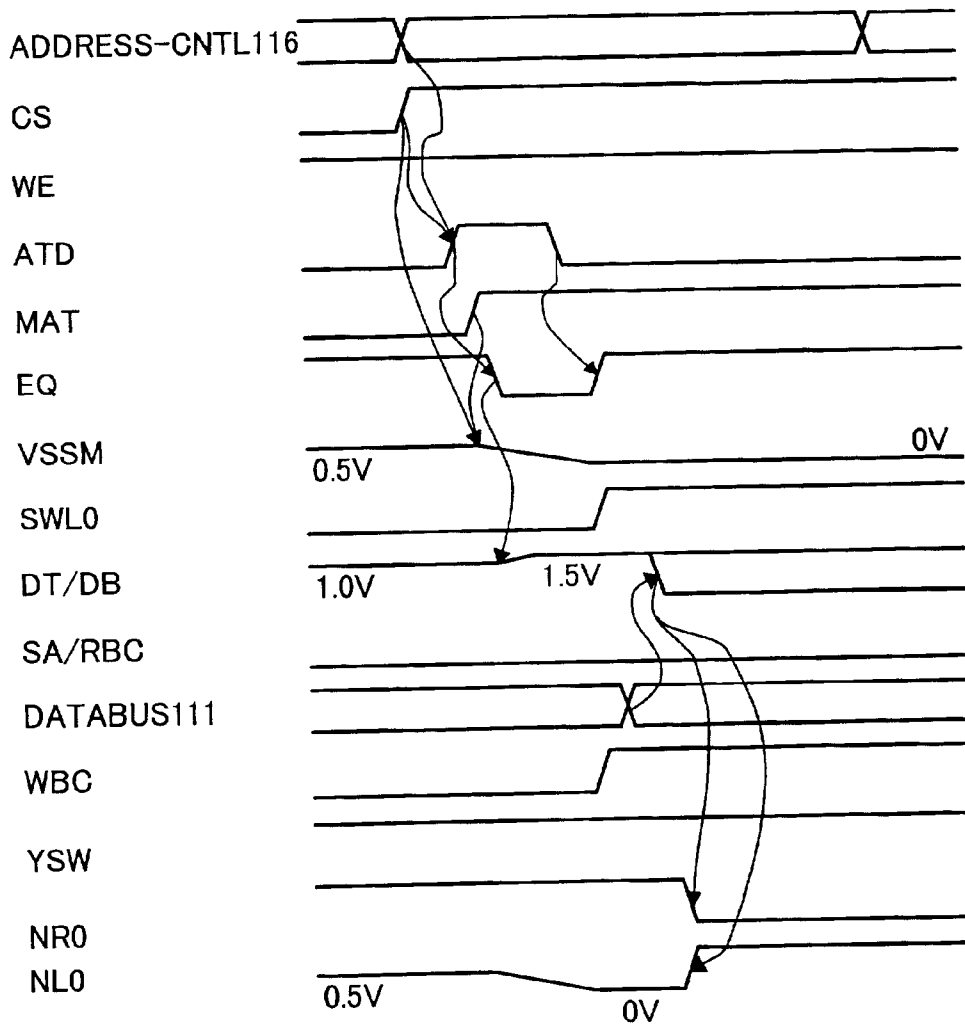 ADDRESS-CNTL116
CS
WE
ATD
MAT
EQ
VSSM
0.5V
0V
SWL0
DT/DB
1.0V
1.5V
SA/RBC
DATABUS111
WBC
YSW
NR0
NL0
0.5V
0V